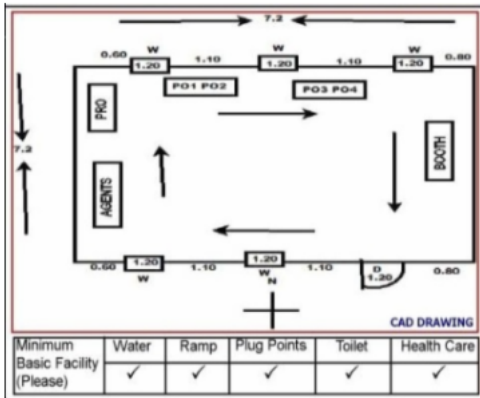 7.2
0.60 W 1.10 W 1.10 W 0.80
1.20 1.20 1.20
PO1 PO2 PO3 PO4
PRO
7.2
BOOTH
AGENTS
1.20 1.20 D
0.60 W 1.10 W 1.10 1.20 0.80
N
CAD DRAWING
Minimum Basic Facility (Please) Water Ramp Plug Points Toilet Health Care
✓ ✓ ✓ ✓ ✓